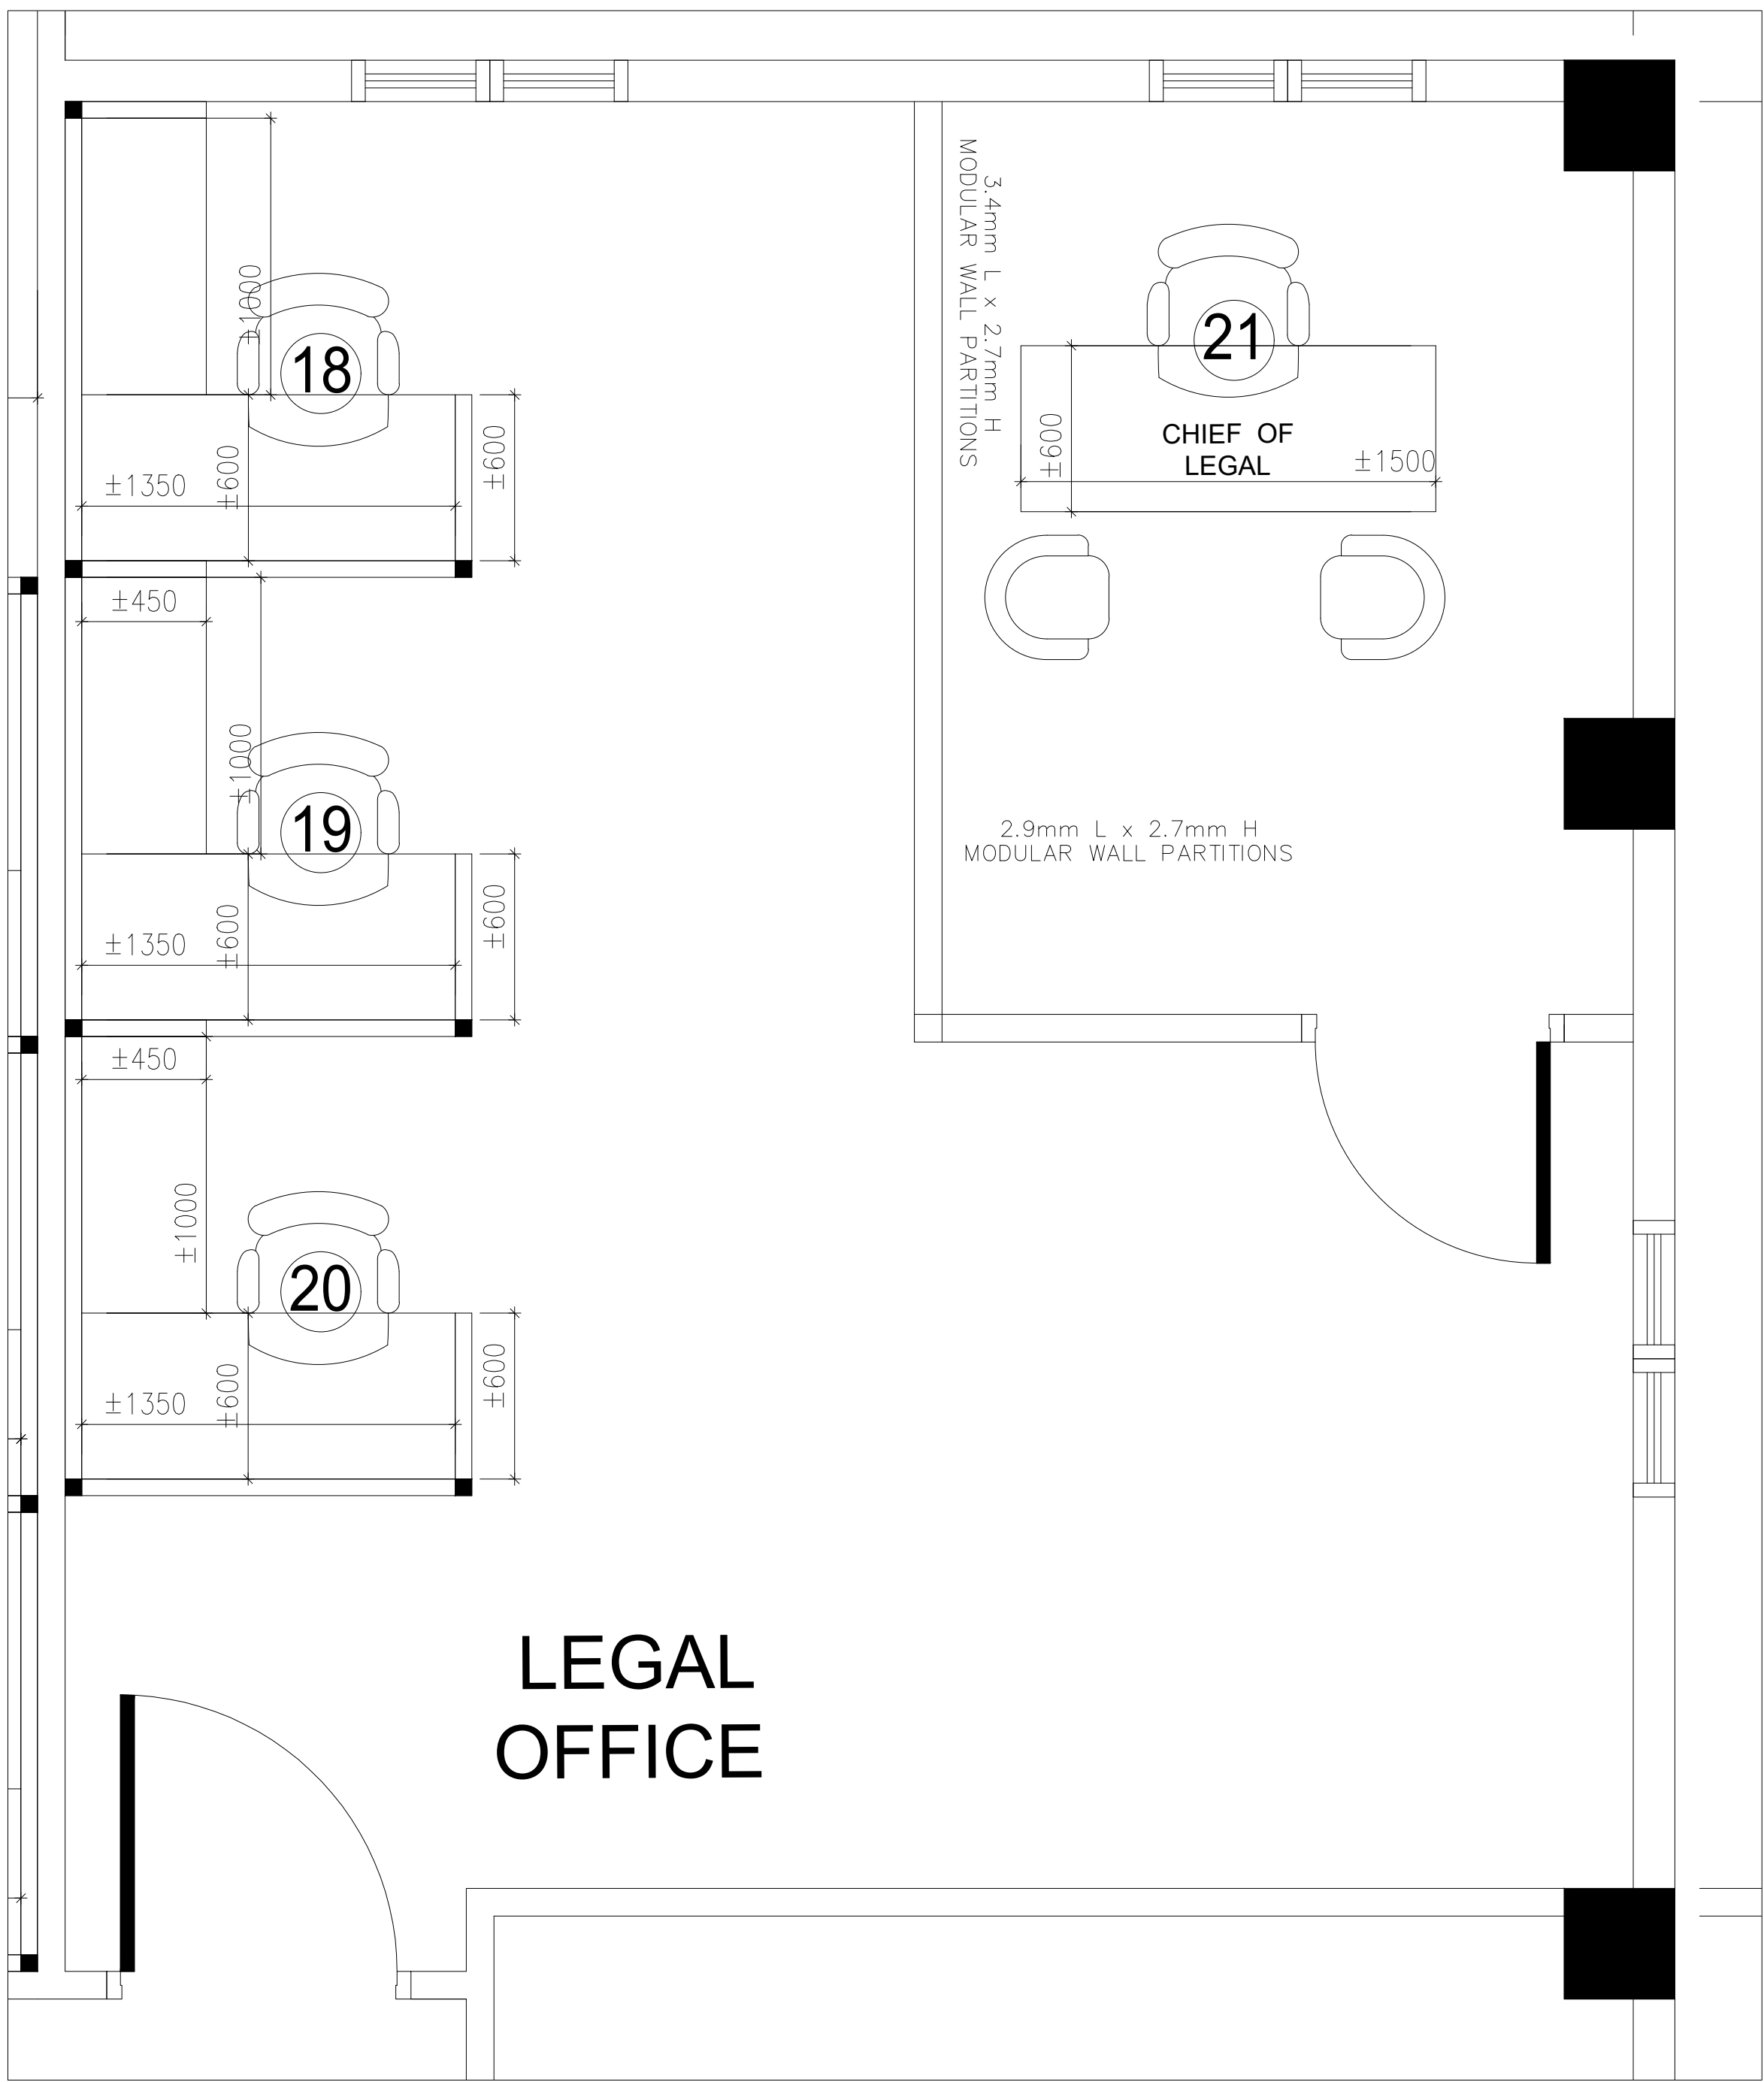 3.4mm L x 2.7mm H
MODULAR WALL PARTITIONS
±1000
18
21
±600
±600
±1350
±600
CHIEF OF
LEGAL
±1500
±450
±1000
19
2.9mm L x 2.7mm H
MODULAR WALL PARTITIONS
±600
±600
±1350
±450
±1000
20
±600
±600
±1350
LEGAL
OFFICE